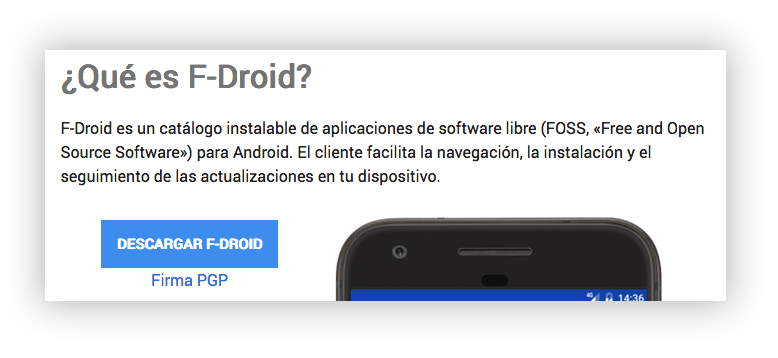 ¿Qué es F-Droid?
F-Droid es un catálogo instalable de aplicaciones de software libre (FOSS, «Free and Open
Source Software») para Android. El cliente facilita la navegación, la instalación y el
seguimiento de las actualizaciones en tu dispositivo.
DESCARGAR F-DROID
Firma PGP
4G 14:36